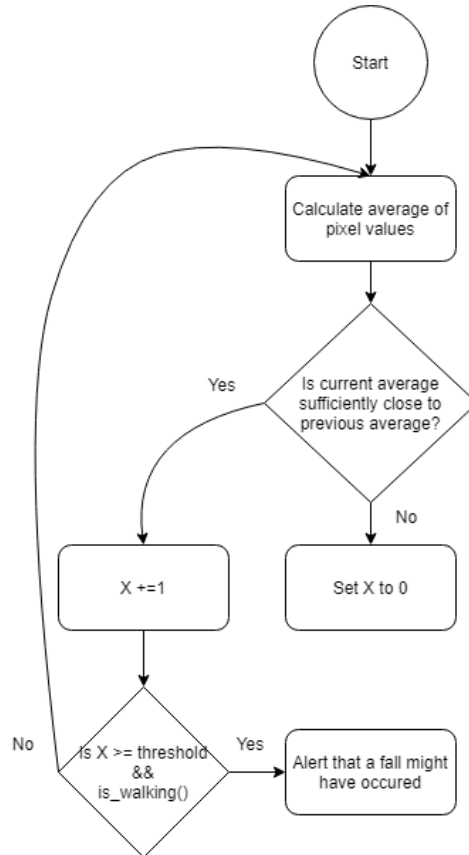 Start
Calculate average of
pixel values
Is current average
sufficiently close to
previous average?
Yes
No
X +=1
Set X to 0
Is X >= threshold
&&
is_walking()
No
Yes
Alert that a fall might
have occured